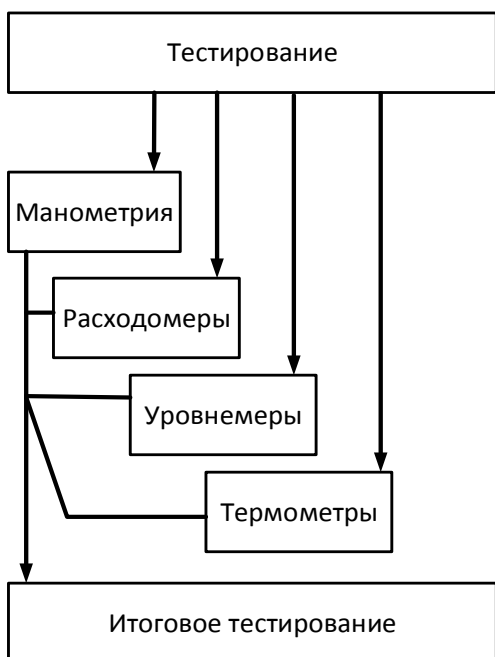 Тестирование
Манометрия
Расходомеры
Уровнемеры
Термометры
Итоговое тестирование